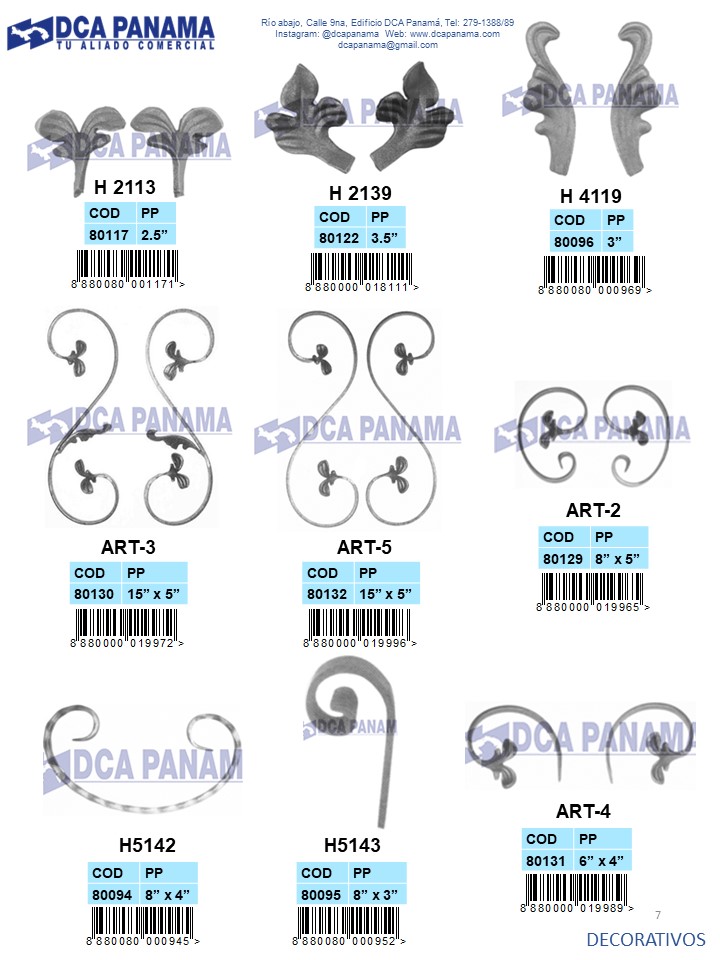 DCA PANAMA
TU ALIADO COMERCIAL
Río abajo, Calle 9na, Edificio DCA Panamá, Tel: 279-1388/89
Instagram: @dcapanama Web: www.dcapanama.com
dcapanama@gmail.com
DCA PANAMA
DCA PANAMA
DCA PANAMA
H 2113
COD PP
80117 2.5”
8 880080 001171 >
H 2139
COD PP
80122 3.5”
8 880000 018111 >
H 4119
COD PP
80096 3”
8 880080 000969 >
DCA PANAMA
DCA PANAMA
DCA PANAMA
ART-3
COD PP
80130 15” x 5”
8 880000 019972 >
ART-5
COD PP
80132 15” x 5”
8 880000 019996 >
ART-2
COD PP
80129 8” x 5”
8 880000 019965 >
DCA PANAM
DCA PANAM
DCA PANAMA
H5142
COD PP
80094 8” x 4”
8 880080 000945 >
H5143
COD PP
80095 8” x 3”
8 880080 000952 >
ART-4
COD PP
80131 6” x 4”
8 880000 019989 >
7
DECORATIVOS